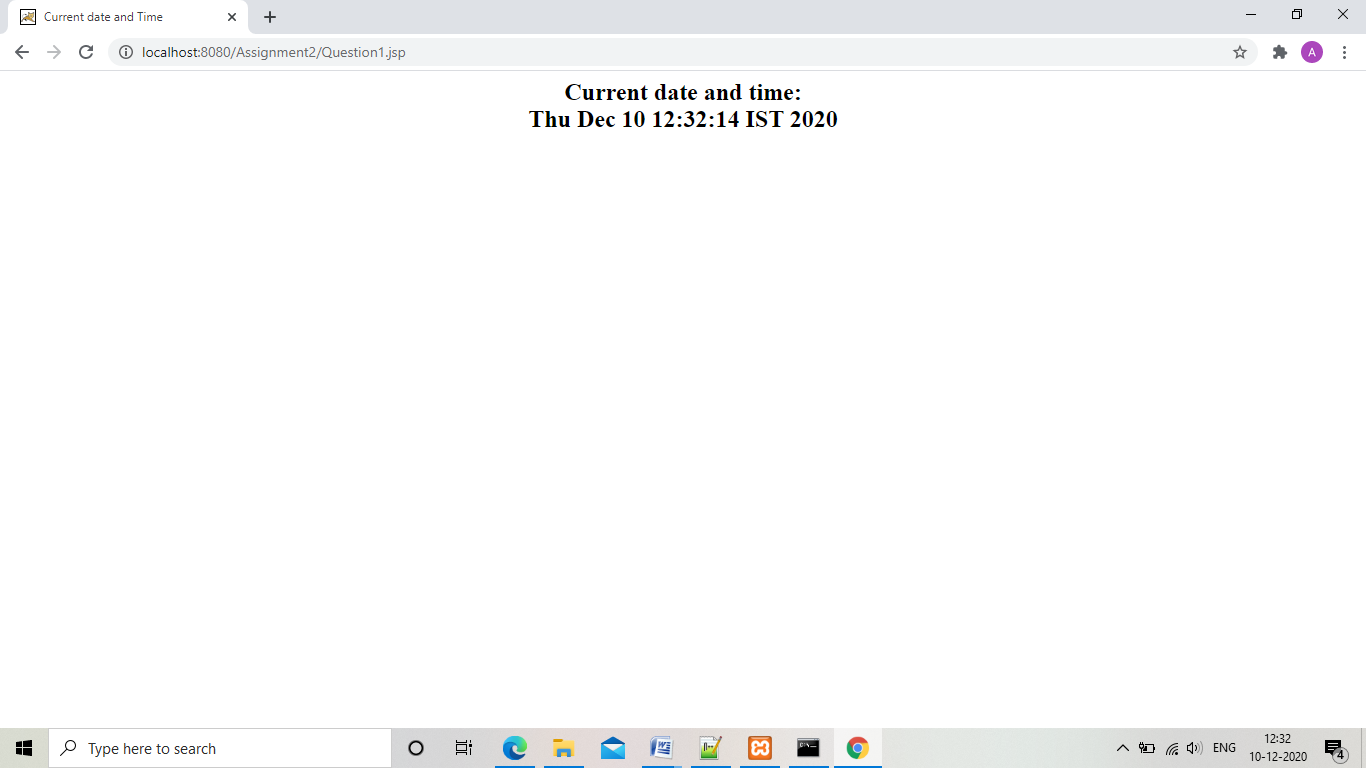 Current date and Time
localhost:8080/Assignment2/Question1.jsp
A
Current date and time:
Thu Dec 10 12:32:14 IST 2020
Type here to search
ENG
12:32
10-12-2020
4